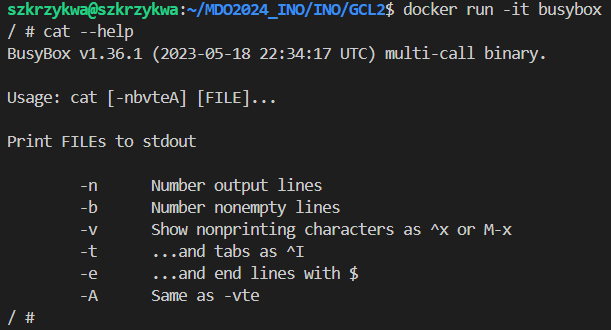 szkrzykwa@szkrzykwa:~/MDO2024_INO/INO/GCL2$ docker run -it busybox
/ # cat --help
BusyBox v1.36.1 (2023-05-18 22:34:17 UTC) multi-call binary.

Usage: cat [-nbvteA] [FILE]...

Print FILEs to stdout

        -n      Number output lines
        -b      Number nonempty lines
        -v      Show nonprinting characters as ^x or M-x
        -t      ...and tabs as ^I
        -e      ...and end lines with $
        -A      Same as -vte
/ #